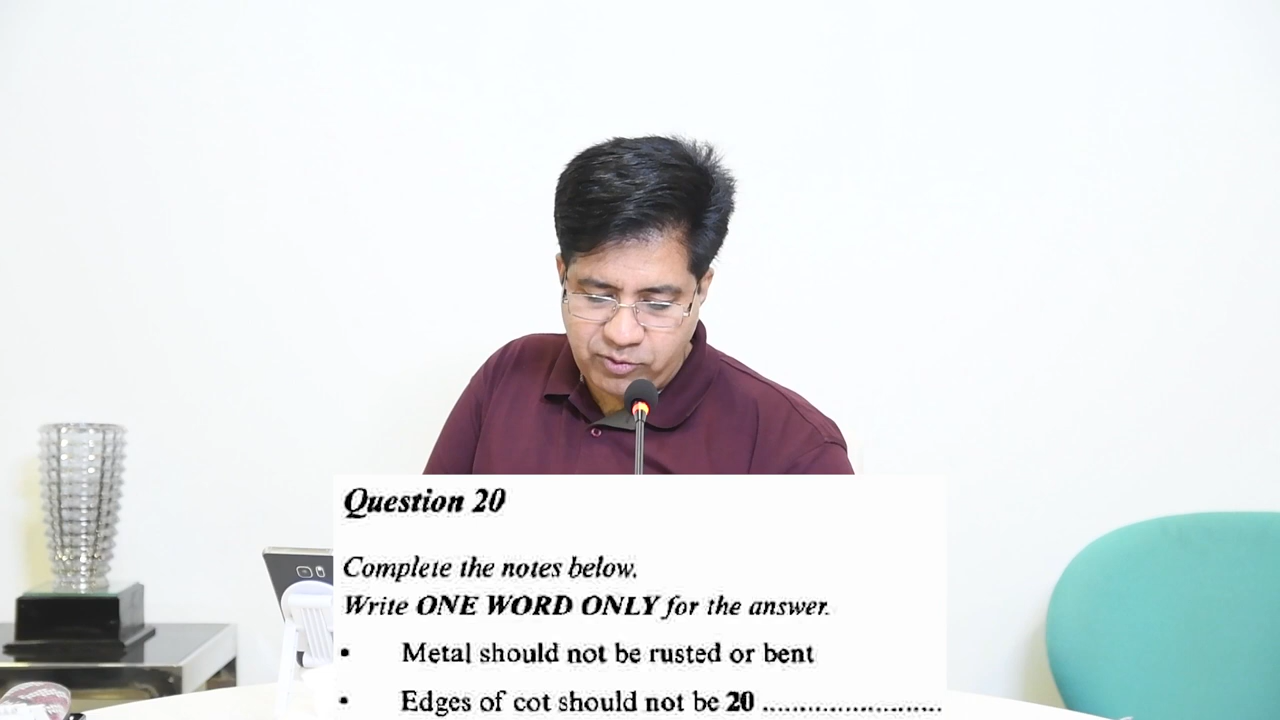 Question 20
Complete the notes below.
Write ONE WORD ONLY for the answer.
• Metal should not be rusted or bent
• Edges of cot should not be 20 ........................